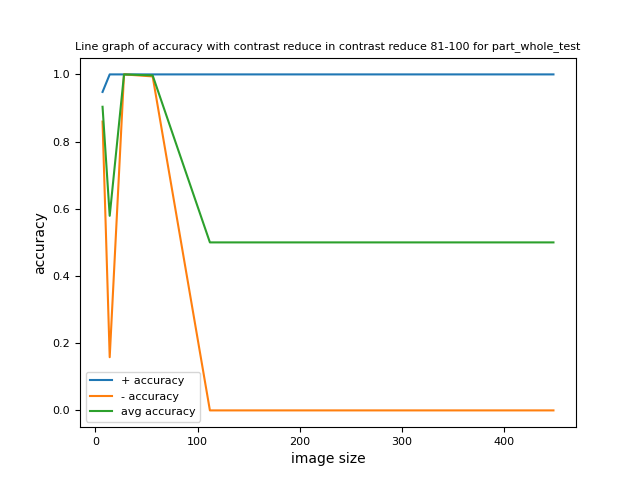 Line graph of accuracy with contrast reduce in contrast reduce 81-100 for part_whole_test
1.0
0.8
0.6
0.4
0.2
0.0
accuracy
+ accuracy
- accuracy
avg accuracy
0 100 200 300 400
image size